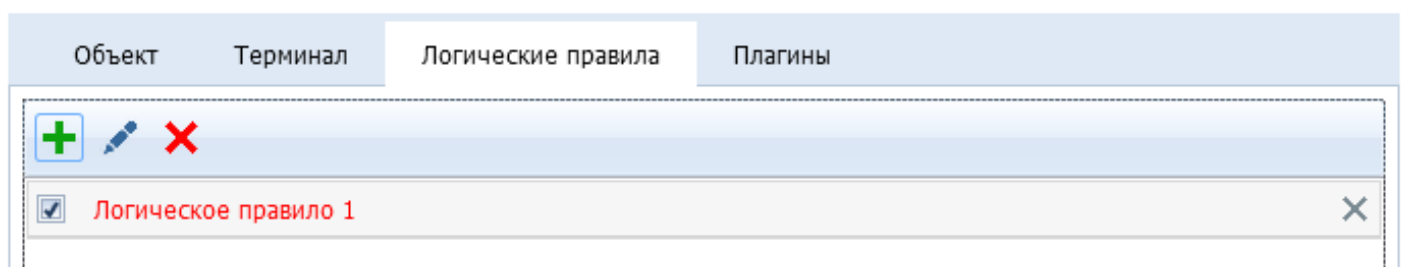 Объект Терминал Логические правила Плагины
Логическое правило 1